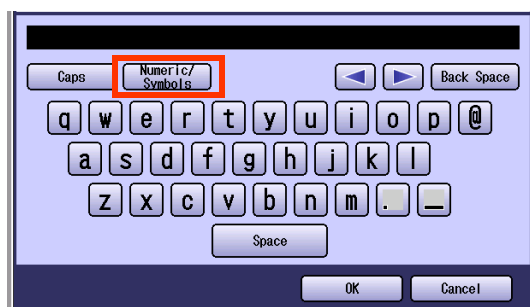 Caps Numeric/ Back Space
Symbols
q w e r t y u i o p @
a s d f g h j k l
z x c v b n m . _
Space
OK Cancel